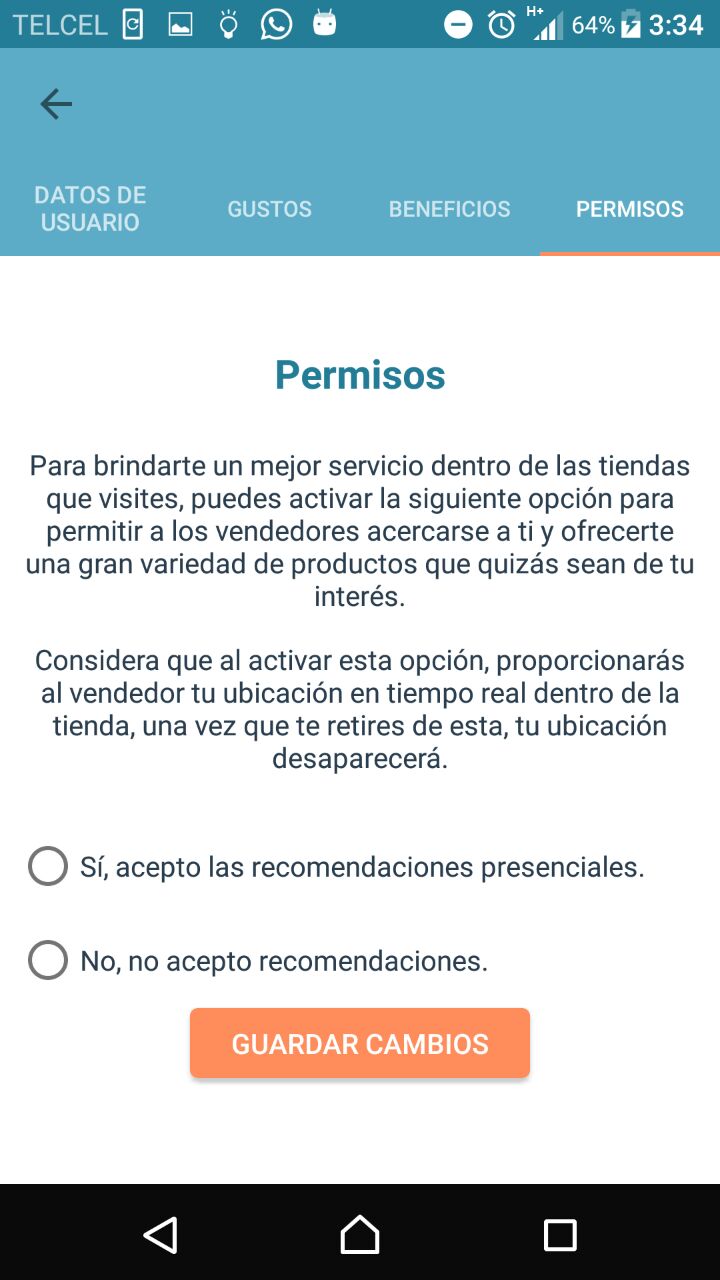 TELCEL H+ 64% 3:34
DATOS DE
USUARIO
GUSTOS
BENEFICIOS
PERMISOS
Permisos
Para brindarte un mejor servicio dentro de las tiendas
que visites, puedes activar la siguiente opción para
permitir a los vendedores acercarse a ti y ofrecerte
una gran variedad de productos que quizás sean de tu
interés.
Considera que al activar esta opción, proporcionarás
al vendedor tu ubicación en tiempo real dentro de la
tienda, una vez que te retires de esta, tu ubicación
desaparecerá.
Sí, acepto las recomendaciones presenciales.
No, no acepto recomendaciones.
GUARDAR CAMBIOS